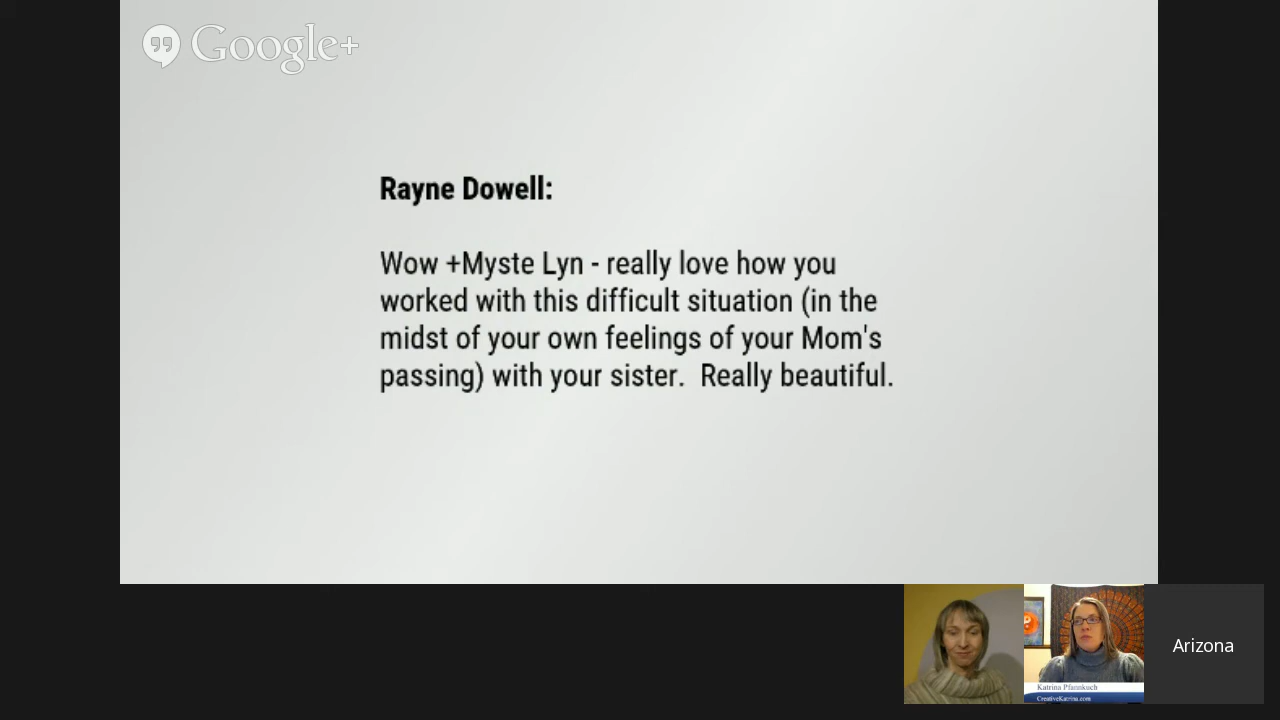 Google+
Rayne Dowell:
Wow +Myste Lyn - really love how you
worked with this difficult situation (in the
midst of your own feelings of your Mom's
passing) with your sister.  Really beautiful.
Arizona
Katrina Pfannkuch
CreativeKatrina.com